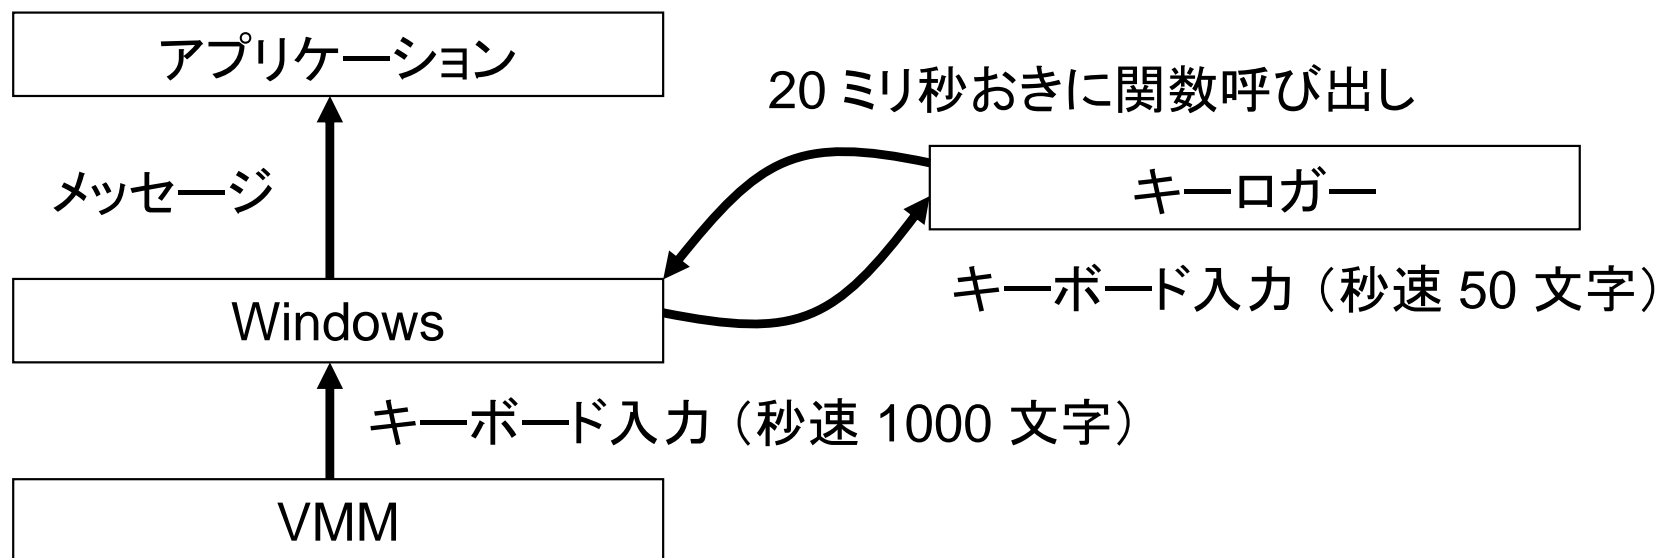 アプリケーション
20 ミリ秒おきに関数呼び出し
メッセージ
キーロガー
キーボード入力（秒速 50 文字）
Windows
キーボード入力（秒速 1000 文字）
VMM